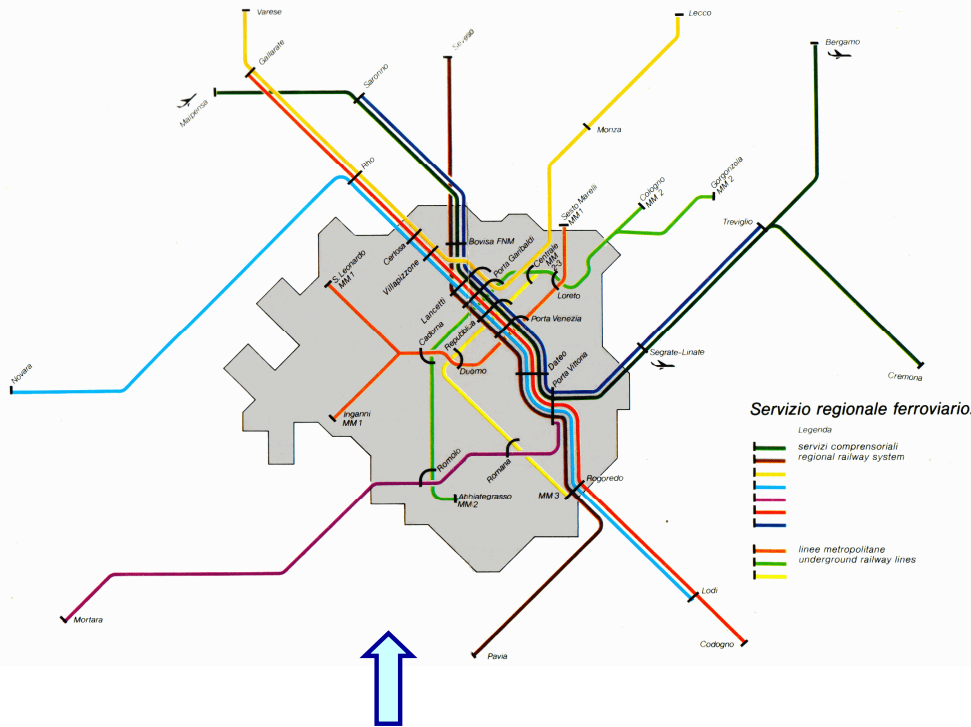 Varese
Lecco
Gallarate
Saronno
Seveso
Bergamo
Malpensa
Monza
Rho
Sesto Marelli
MM 1
Cologno
MM 2
Gorgonzola
MM 2
Treviglio
Certosa
Villapizzone
Bovisa FNM
Porta Garibaldi
Centrale
MM
2-3
Loreto
S. Leonardo
MM 1
Lancetti
Cadorna
Repubblica
Porta Venezia
Duomo
Dateo
Porta Vittoria
Segrate-Linate
Novara
Cremona
Inganni
MM 1
Romolo
Romana
Abbiategrasso
MM 2
MM 3
Rogoredo
Mortara
Pavia
Lodi
Codogno
Servizio regionale ferroviario.
Legenda
servizi comprensoriali
regional railway system
linee metropolitane
underground railway lines